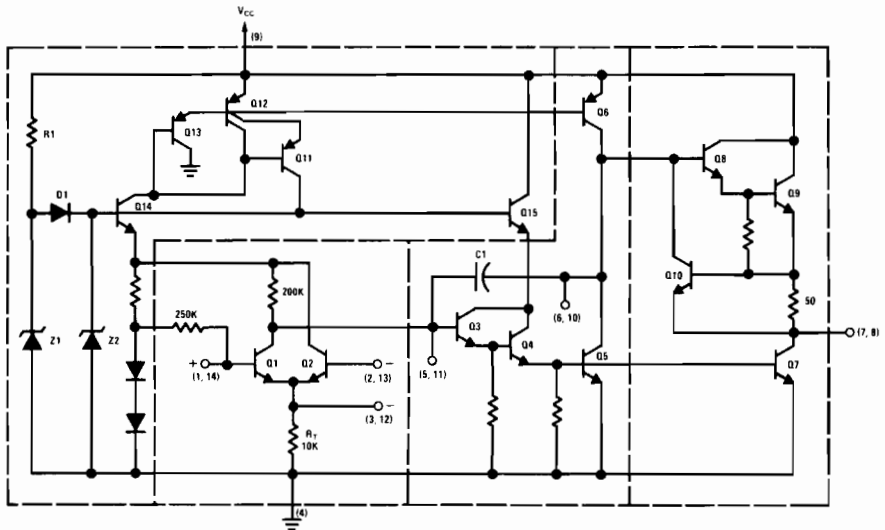 VCC
(9)
R1
Q12
Q13
Q11
Q6
Q8
Q9
D1
Q14
Q15
Q10
C1
200K
250K
50
(6, 10)
(7, 8)
Z1
Z2
Q3
Q4
+
(1, 14)
Q1
Q2
−
(2, 13)
(5, 11)
Q5
Q7
−
(3, 12)
RT
10K
(4)